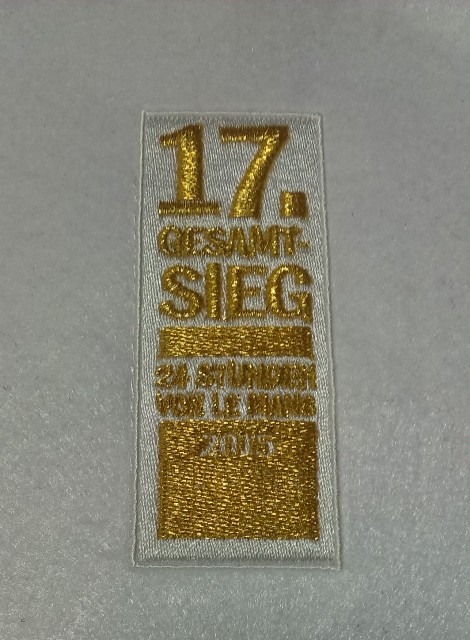 17.
GESAMT-
SIEG
24 STUNDEN
VON LE MANS
2015